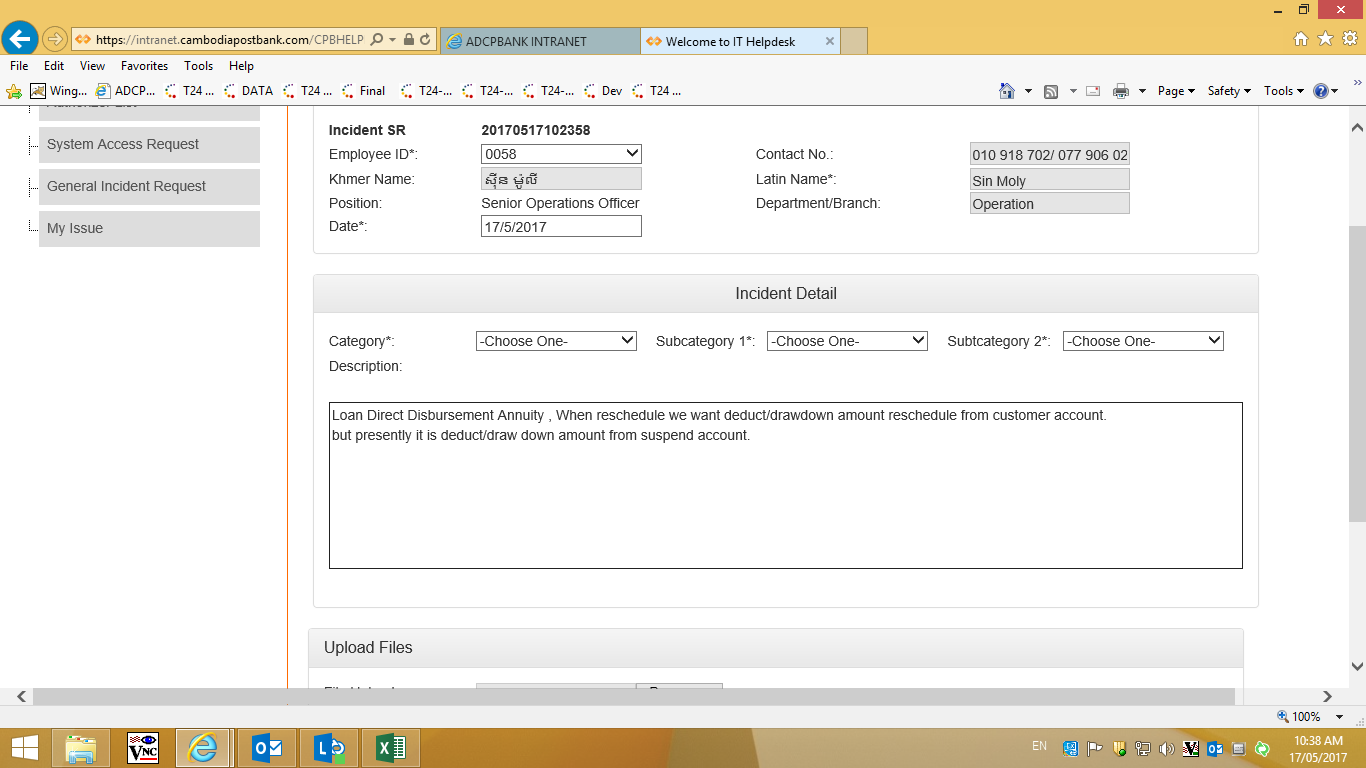 https://intranet.cambodiapostbank.com/CPBHELP
ADCPBANK INTRANET
Welcome to IT Helpdesk
File Edit View Favorites Tools Help
Wing... ADCP... T24 ... DATA T24 ... Final T24-... T24-... T24-... Dev T24 ...
Page Safety Tools
System Access Request
General Incident Request
My Issue
Incident SR 20170517102358
Employee ID*: 0058 Contact No.: 010 918 702/ 077 906 02
Khmer Name: ស៊ីន ម៉ូលី Latin Name*: Sin Moly
Position: Senior Operations Officer Department/Branch: Operation
Date*: 17/5/2017
Incident Detail
Category*: -Choose One- Subcategory 1*: -Choose One- Subtcategory 2*: -Choose One-
Description:
Loan Direct Disbursement Annuity , When reschedule we want deduct/drawdown amount reschedule from customer account.
but presently it is deduct/draw down amount from suspend account.
Upload Files
100%
EN
10:38 AM
17/05/2017